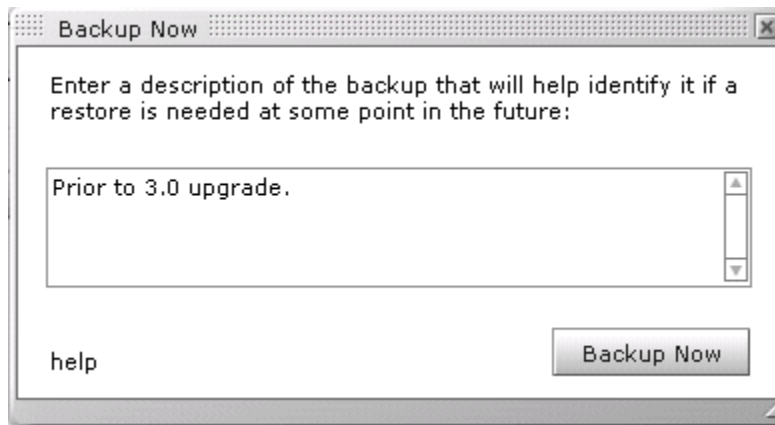 Backup Now
Enter a description of the backup that will help identify it if a
restore is needed at some point in the future:
Prior to 3.0 upgrade.
help
Backup Now